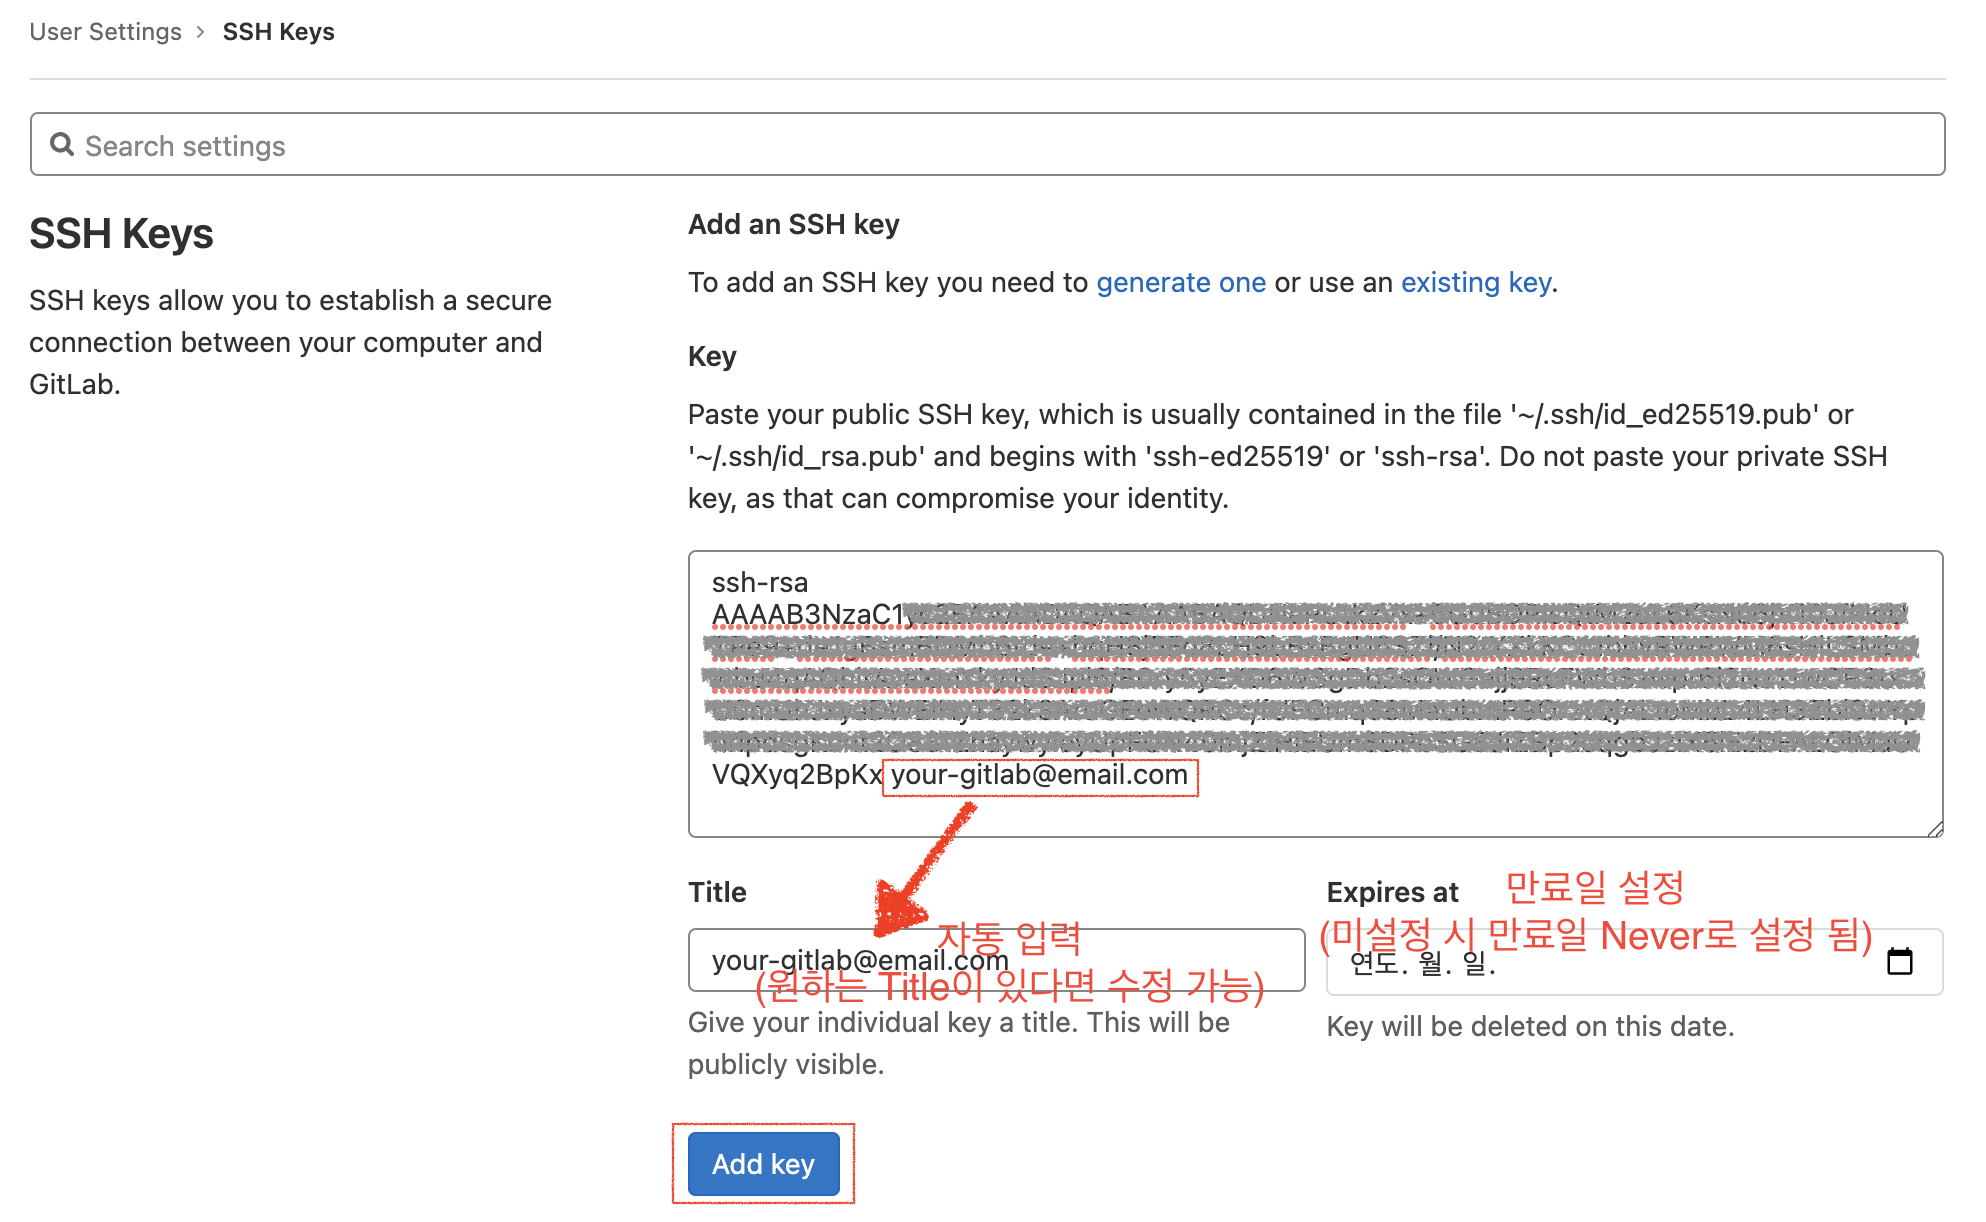 User Settings › SSH Keys
Search settings
SSH Keys
SSH keys allow you to establish a secure
connection between your computer and
GitLab.
Add an SSH key
To add an SSH key you need to generate one or use an existing key.
Key
Paste your public SSH key, which is usually contained in the file '~/.ssh/id_ed25519.pub' or
'~/.ssh/id_rsa.pub' and begins with 'ssh-ed25519' or 'ssh-rsa'. Do not paste your private SSH
key, as that can compromise your identity.
ssh-rsa
AAAAB3NzaC1y
VQXyq2BpKx your-gitlab@email.com
Title
자동 입력
your-gitlab@email.com
(원하는 Title이 있다면 수정 가능)
Give your individual key a title. This will be
publicly visible.
Expires at 만료일 설정
(미설정 시 만료일 Never로 설정 됨)
연도. 월. 일.
Key will be deleted on this date.
Add key